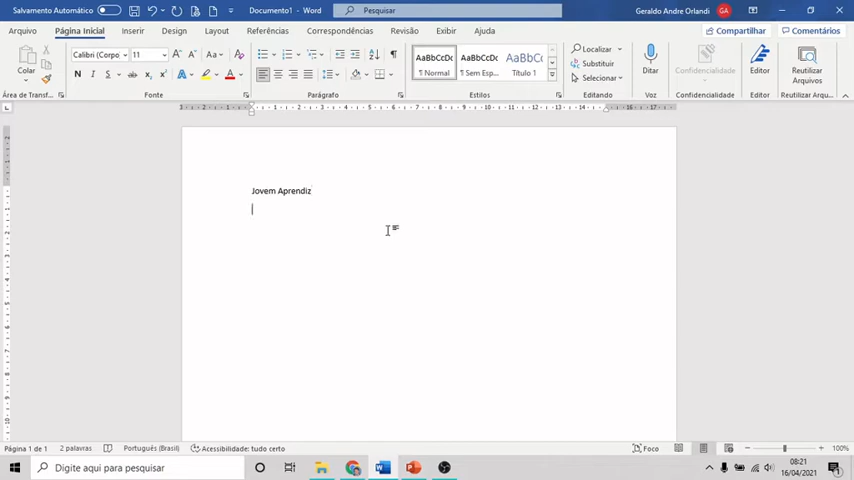 Salvamento Automático
Documento1 - Word
Pesquisar
Geraldo Andre Orlandi
GA
Arquivo Página Inicial Inserir Design Layout Referências Correspondências Revisão Exibir Ajuda
Compartilhar Comentários
Calibri (Corpo 11
Colar
N I S ab x₂ x²
AaBbCcDc AaBbCcDc AaBbCc
¶ Normal ¶ Sem Esp... Título 1
Localizar
Substituir
Selecionar
Ditar
Confidencialidade
Editor
Reutilizar
Arquivos
Área de Transf... Fonte Parágrafo Estilos Editando Voz Confidencialidade Editor Reutilizar Arqu...
Jovem Aprendiz
Página 1 de 1 2 palavras Português (Brasil) Acessibilidade: tudo certo Foco 100%
Digite aqui para pesquisar
08:21
16/04/2021